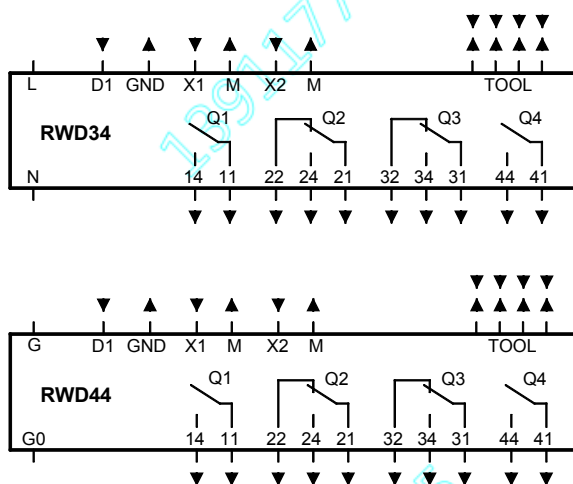 1391177
L D1 GND X1 M X2 M TOOL
RWD34 Q1 Q2 Q3 Q4
N 14 11 22 24 21 32 34 31 44 41
G D1 GND X1 M X2 M TOOL
RWD44 Q1 Q2 Q3 Q4
G0 14 11 22 24 21 32 34 31 44 41